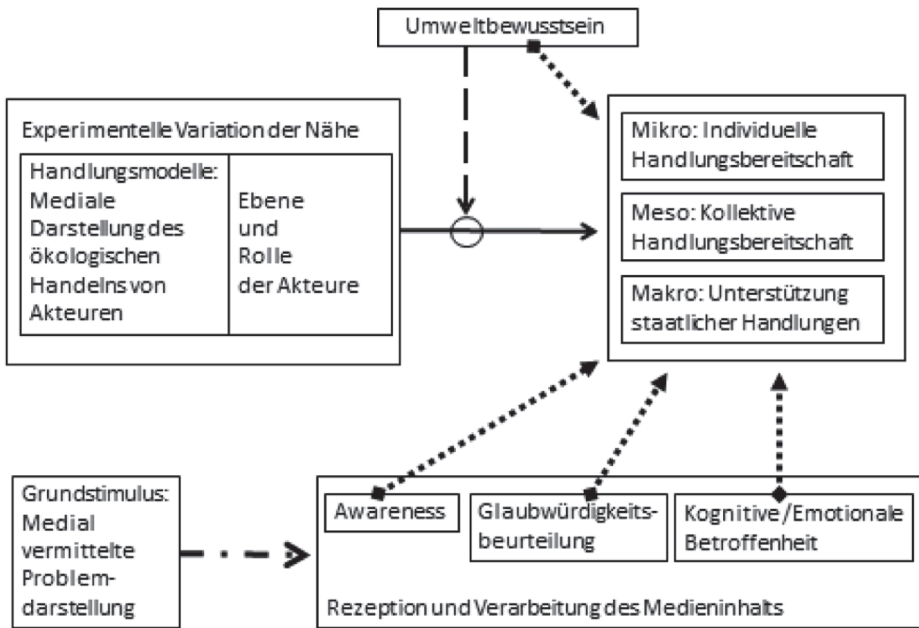 Umweltbewusstsein
Experimentelle Variation der Nähe
Handlungsmodelle:
Mediale
Darstellung des
ökologischen
Handelns von
Akteuren
Ebene
und
Rolle
der Akteure
Mikro: Individuelle
Handlungsbereitschaft
Meso: Kollektive
Handlungsbereitschaft
Makro: Unterstützung
staatlicher Handlungen
Grundstimulus:
Medial
vermittelte
Problem-
darstellung
Awareness
Glaubwürdigkeits-
beurteilung
Kognitive/Emotionale
Betroffenheit
Rezeption und Verarbeitung des Medieninhalts